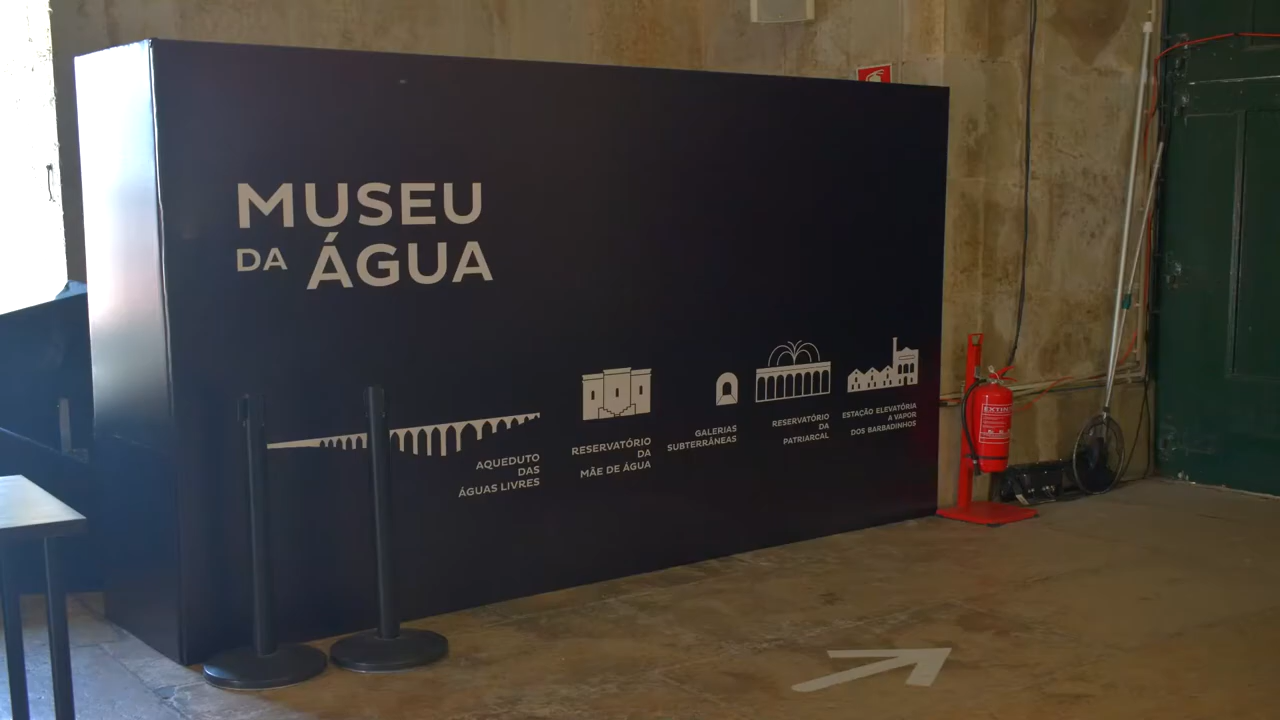 MUSEU
DA ÁGUA
AQUEDUTO
DAS
ÁGUAS LIVRES
RESERVATÓRIO
DA
MÃE DE ÁGUA
GALERIAS
SUBTERRÂNEAS
RESERVATÓRIO
DA
PATRIARCAL
ESTAÇÃO ELEVATÓRIA
A VAPOR
DOS BARBADINHOS